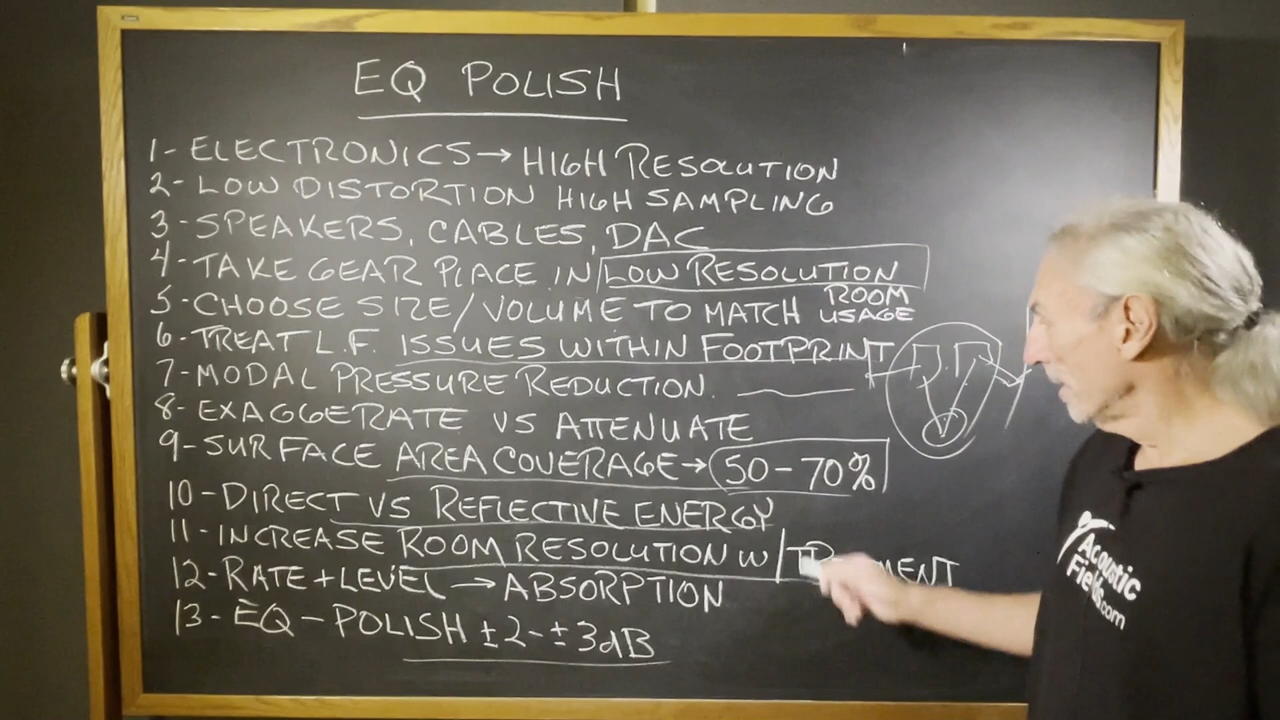 EQ POLISH
1- ELECTRONICS → HIGH RESOLUTION
2- LOW DISTORTION HIGH SAMPLING
3- SPEAKERS, CABLES, DAC
4- TAKE GEAR PLACE IN LOW RESOLUTION
5- CHOOSE SIZE/VOLUME TO MATCH ROOM USAGE
6- TREAT L.F. ISSUES WITHIN FOOTPRINT
7- MODAL PRESSURE REDUCTION.
8- EXAGGERATE VS ATTENUATE
9- SURFACE AREA COVERAGE → 50-70%
10- DIRECT VS REFLECTIVE ENERGY
11- INCREASE ROOM RESOLUTION W/
12- RATE + LEVEL → ABSORPTION
13- EQ - POLISH ±2-±3dB
Acoustic
Fields.com